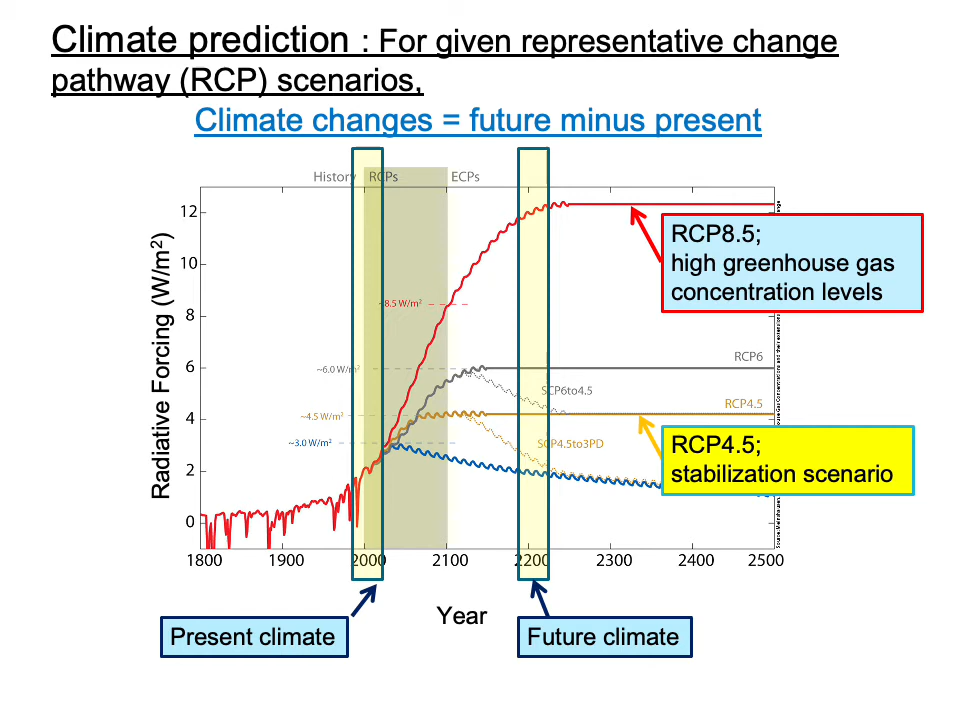 Climate prediction : For given representative change
pathway (RCP) scenarios,
Climate changes = future minus present
History RCPs ECPs
12
10
8
6
4
2
0
Radiative Forcing (W/m²)
~8.5 W/m²
~6.0 W/m²
~4.5 W/m²
~3.0 W/m²
RCP8.5;
high greenhouse gas
concentration levels
RCP6
SCP6to4.5
RCP4.5
SCP4.5to3PD
RCP4.5;
stabilization scenario
1800 1900 2000 2100 2200 2300 2400 2500
Year
Present climate
Future climate